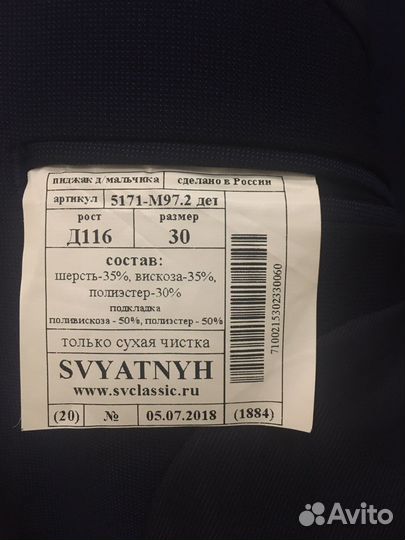 пиджак д/мальчика сделано в России
артикул 5171-М97.2 дет
рост размер
Д116 30
состав:
шерсть-35%, вискоза-35%,
полиэстер-30%
подкладка
поливискоза - 50%, полиэстер - 50%
только сухая чистка
SVYATNYH
www.svclassic.ru
(20) № 05.07.2018 (1884)
7100215302330060
Avito